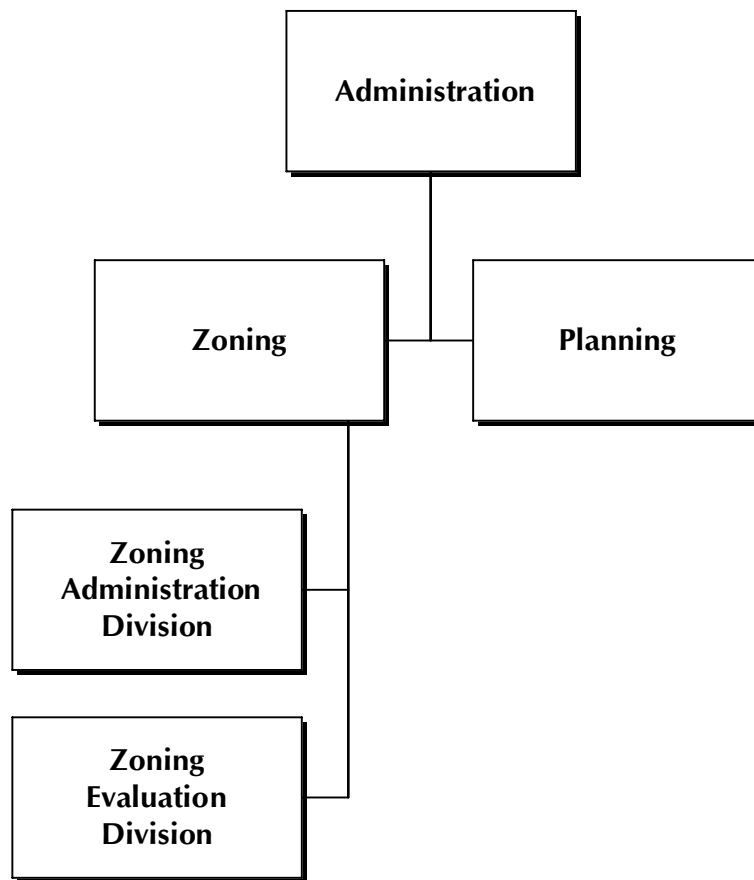 Administration
Zoning
Planning
Zoning
Administration
Division
Zoning
Evaluation
Division